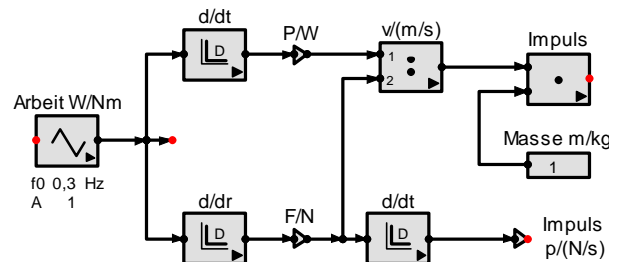 d/dt
P/W
v/(m/s)
Impuls
D
1
2
Arbeit W/Nm
Masse m/kg
1
f0 0,3 Hz
A 1
d/dr
F/N
d/dt
Impuls
p/(N/s)
D
D